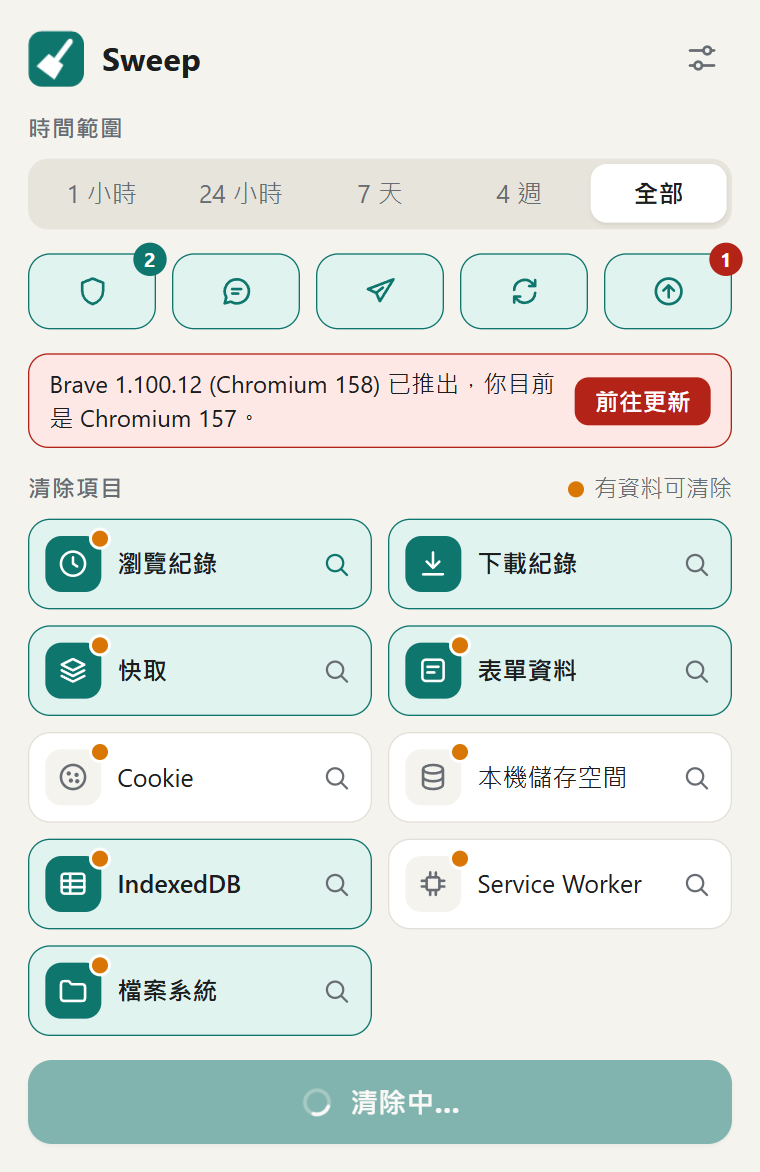 Sweep
時間範圍
1 小時 24 小時 7 天 4 週 全部
2 1
Brave 1.100.12 (Chromium 158) 已推出，你目前
是 Chromium 157。
前往更新
清除項目 有資料可清除
瀏覽紀錄 下載紀錄
快取 表單資料
Cookie 本機儲存空間
IndexedDB Service Worker
檔案系統
清除中...